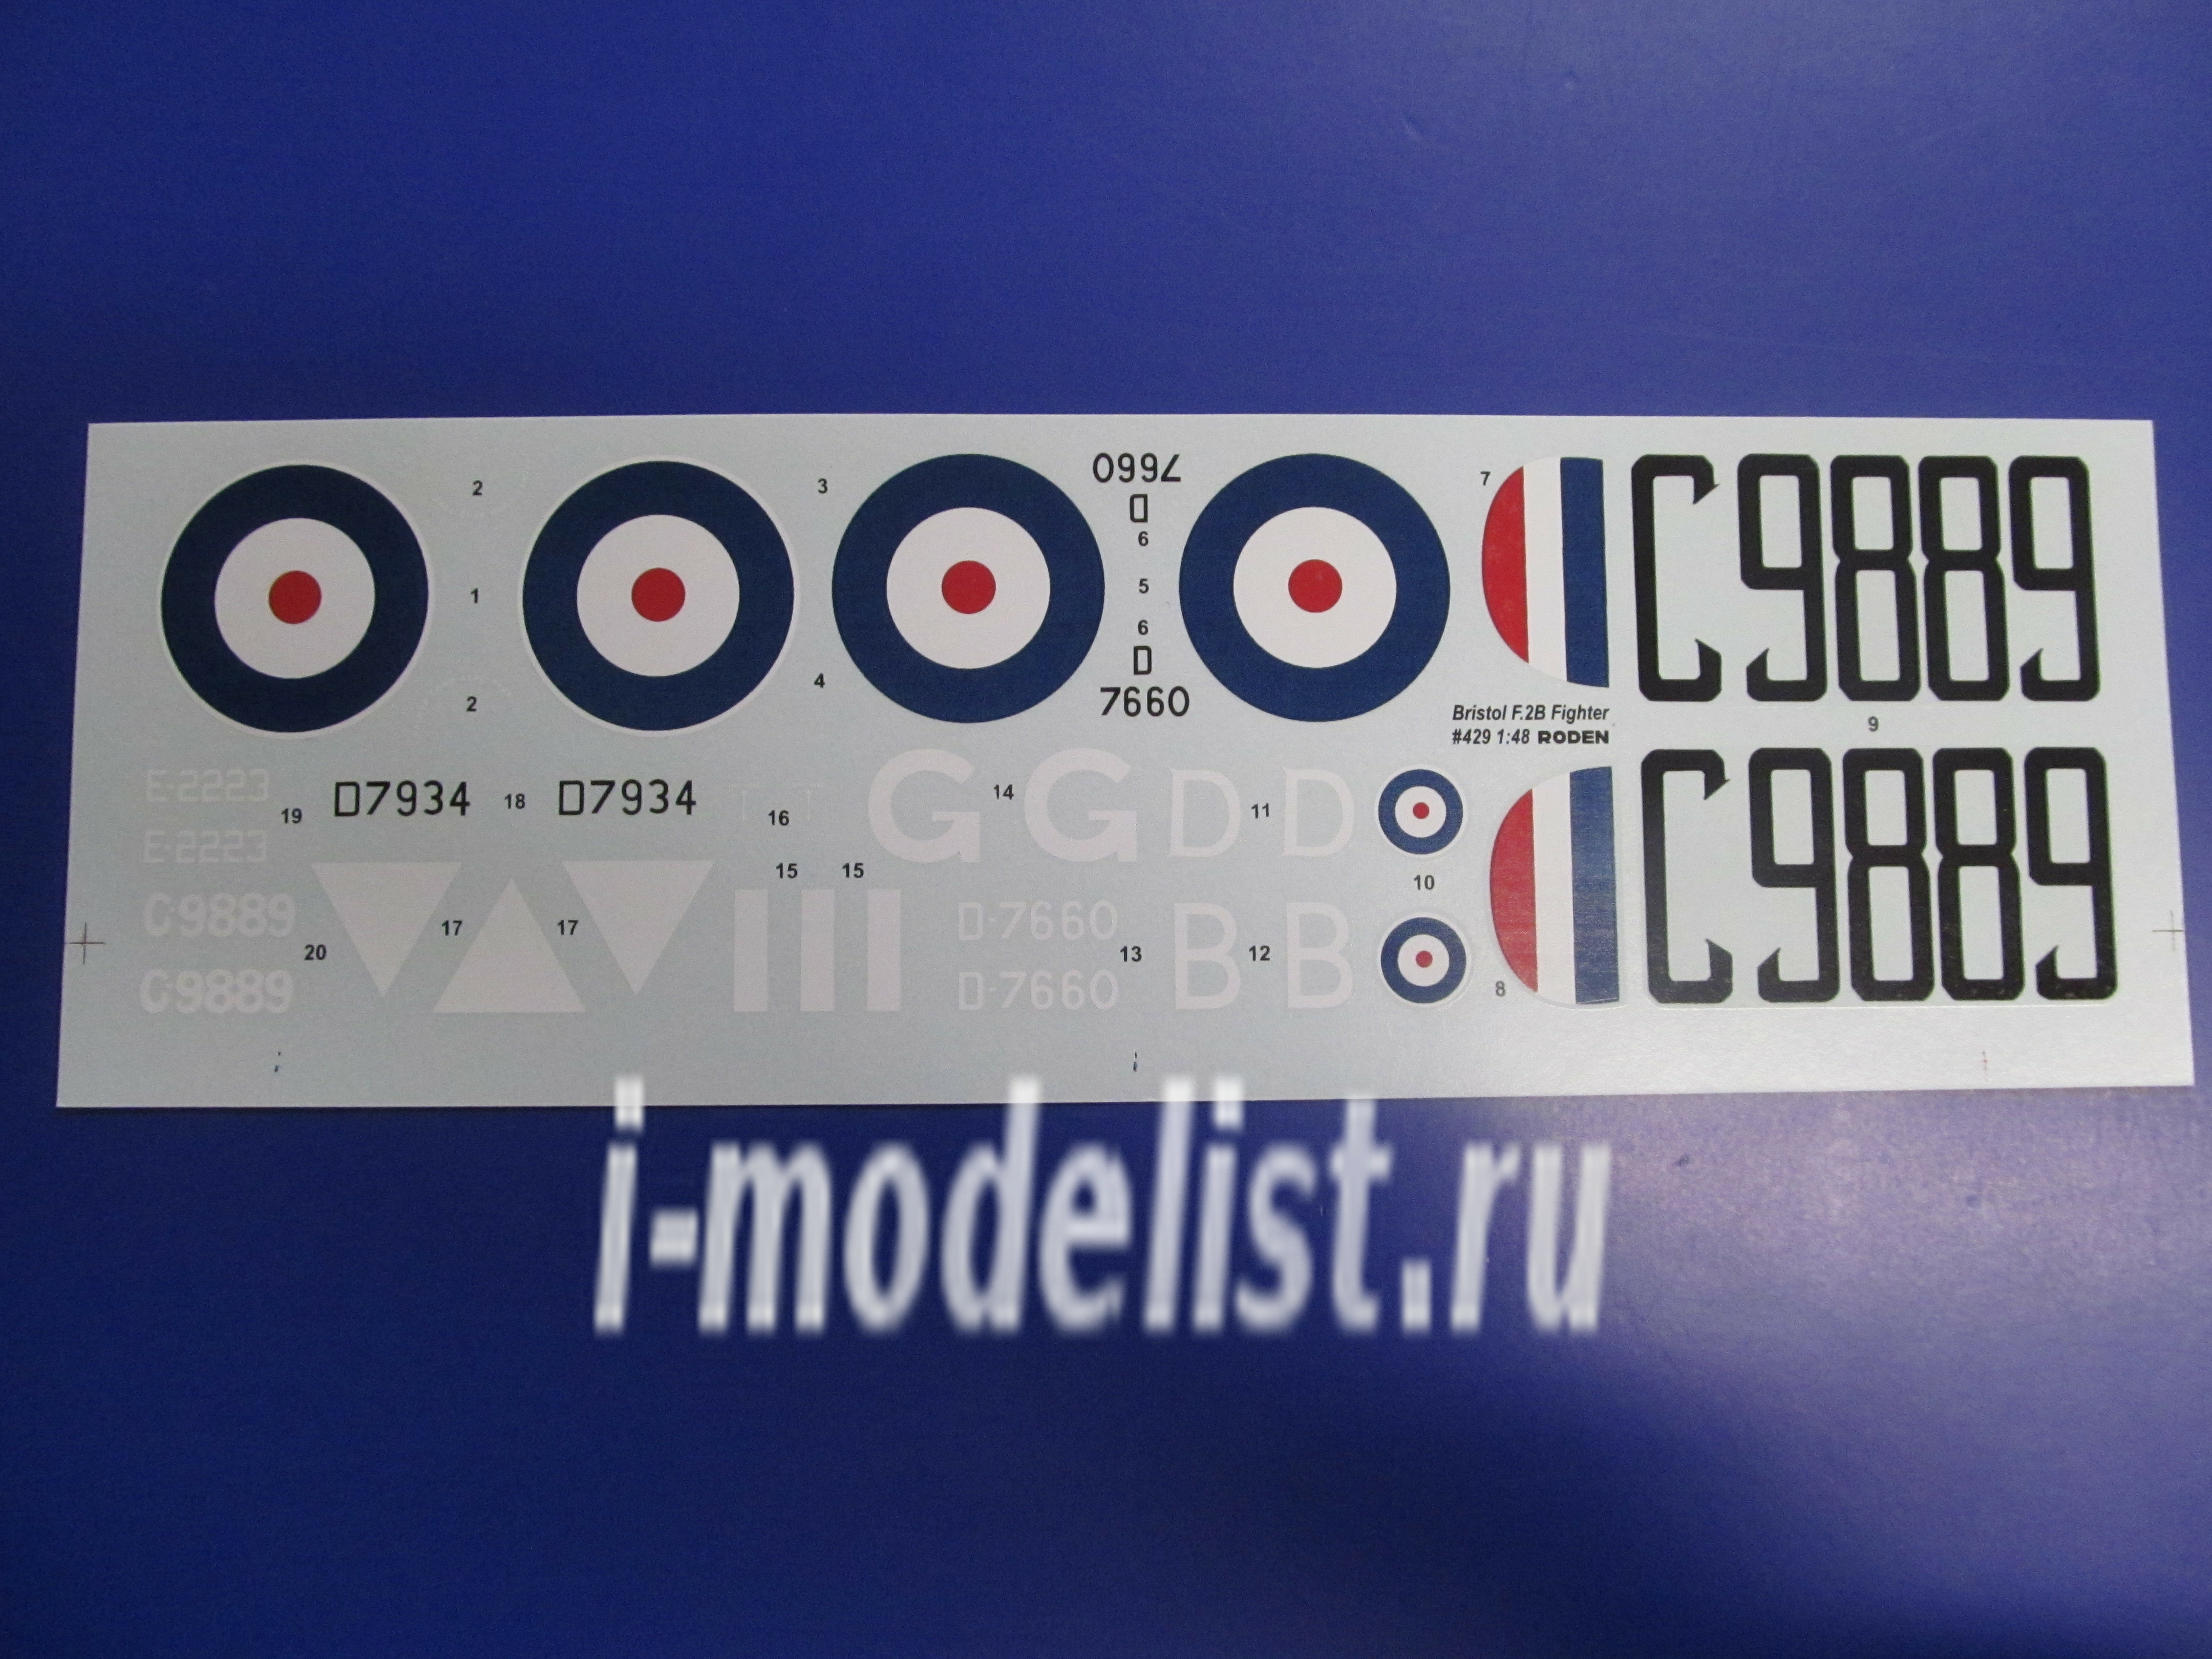 2
3
7660
D
6
7
C9889
1
5
6
D
7660
2
4
Bristol F.2B Fighter
#429 1:48 RODEN
9
E-2223
19
D7934
18
D7934
T T
16
G G
14
D D
11
C9889
E-2223
15
15
10
C9889
20
17
17
D-7660
13
B B
12
8
C9889
D-7660
i-modelist.ru